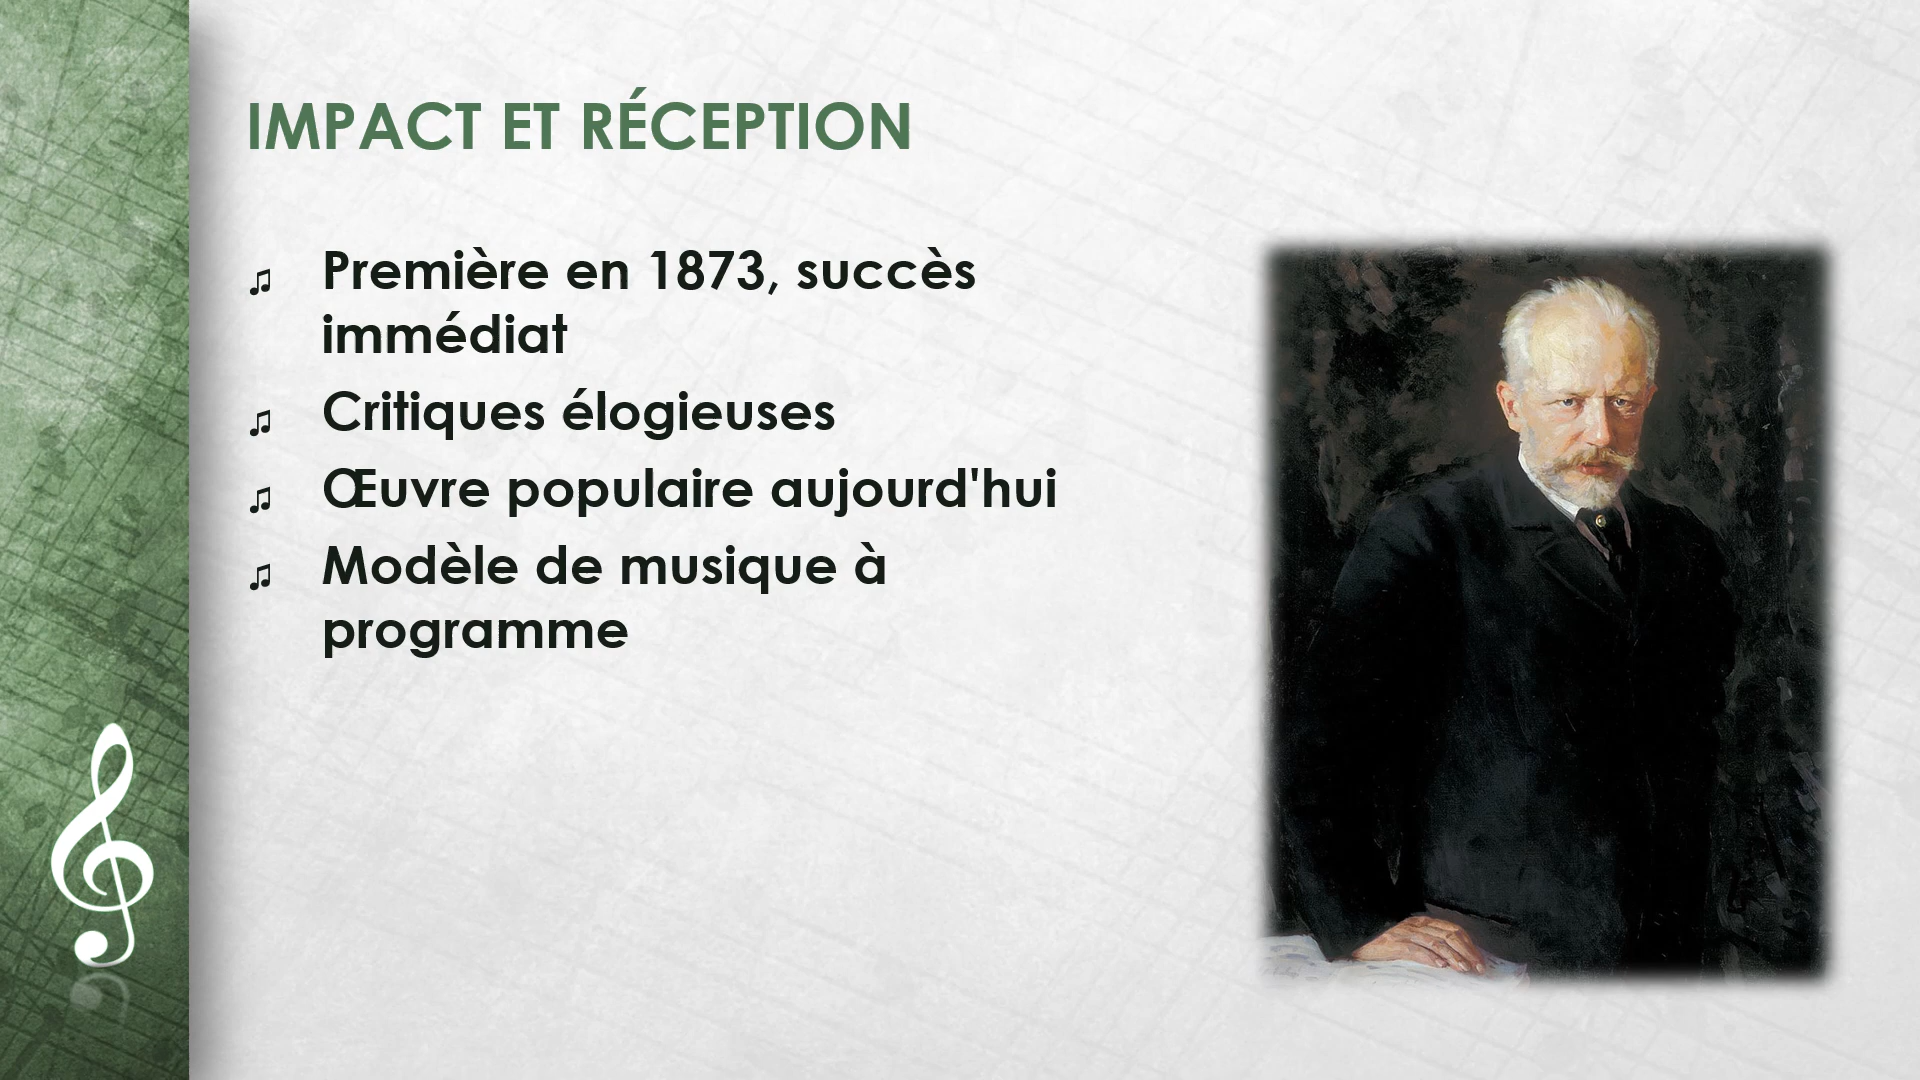 IMPACT ET RÉCEPTION
♫ Première en 1873, succès
immédiat
♫ Critiques élogieuses
♫ Œuvre populaire aujourd'hui
♫ Modèle de musique à
programme